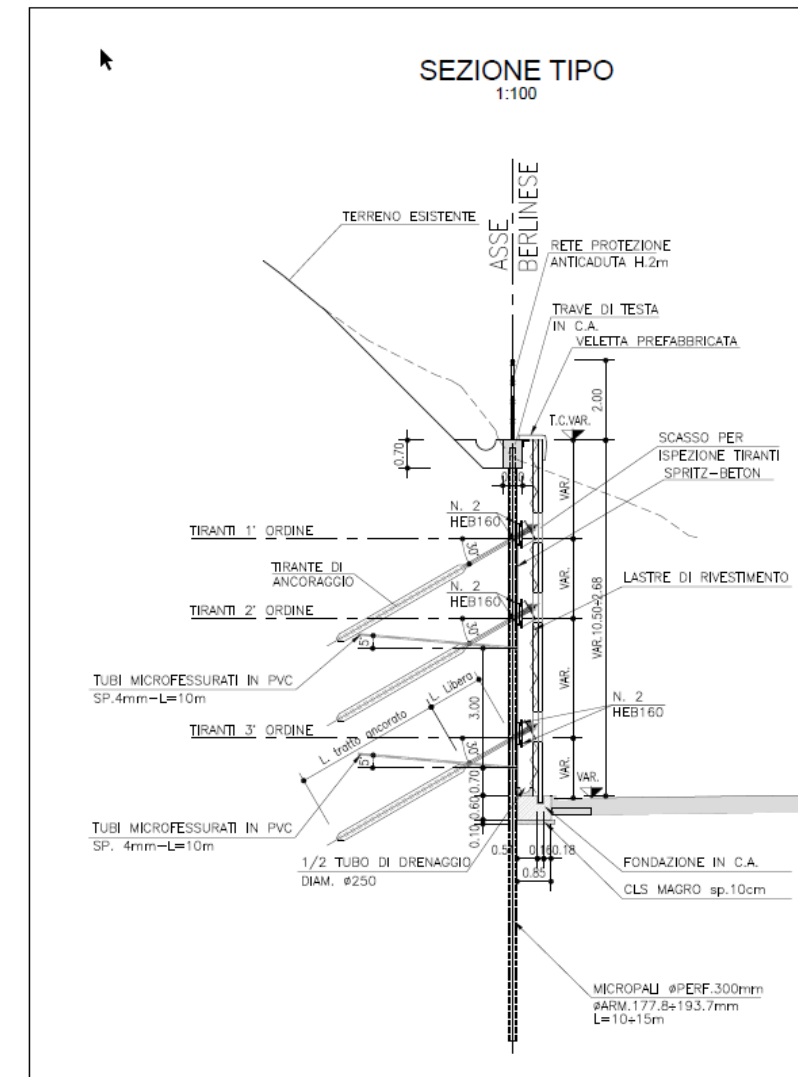 SEZIONE TIPO
1:100
TERRENO ESISTENTE
ASSE
BERLINESE
RETE PROTEZIONE
ANTICADUTA H.2m
TRAVE DI TESTA
IN C.A.
VELETTA PREFABBRICATA
2.00
T.C.VAR.
0.70
SCASSO PER
ISPEZIONE TIRANTI
SPRITZ-BETON
VAR.
N. 2
HEB160
TIRANTI 1° ORDINE
30°
TIRANTE DI
ANCORAGGIO
VAR.
N. 2
HEB160
LASTRE DI RIVESTIMENTO
TIRANTI 2° ORDINE
30°
VAR.10.50÷2.68
5°
TUBI MICROFESSURATI IN PVC
SP.4mm-L=10m
L. Libera
3.00
VAR.
N. 2
HEB160
L. tratto ancorato
TIRANTI 3° ORDINE
30°
5°
0.70
VAR.
VAR.
0.60
0.10
TUBI MICROFESSURATI IN PVC
SP. 4mm-L=10m
1/2 TUBO DI DRENAGGIO
DIAM. ø250
0.16
0.18
0.85
FONDAZIONE IN C.A.
CLS MAGRO sp.10cm
MICROPALI øPERF.300mm
øARM.177.8÷193.7mm
L=10÷15m